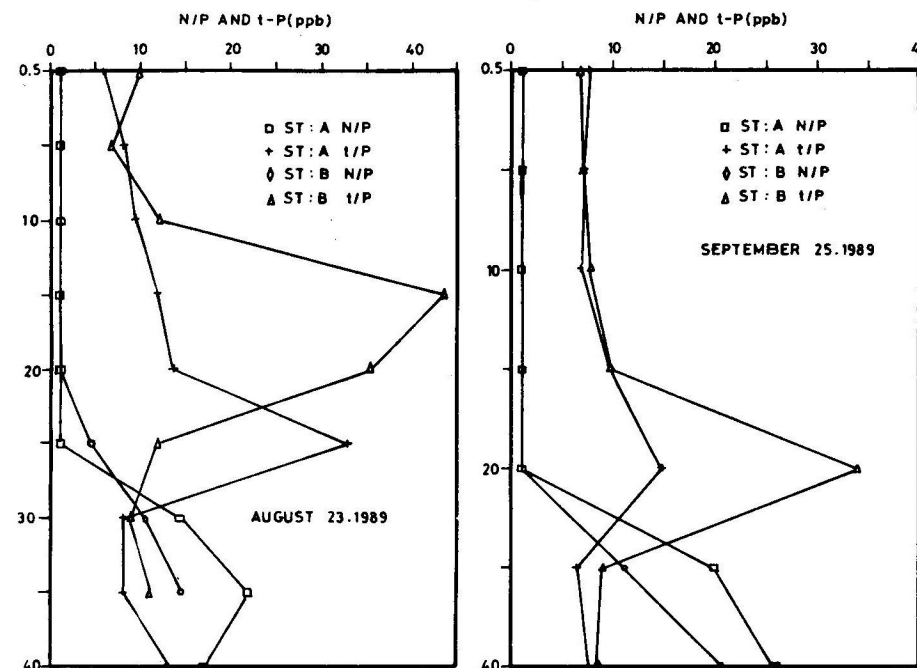 N/P AND t-P(ppb)
0 10 20 30 40
0.5
10
20
30
40
□ ST: A N/P
+ ST: A t/P
◊ ST: B N/P
△ ST: B t/P
AUGUST 23.1989
N/P AND t-P(ppb)
0 10 20 30 4
0.5
10
20
40
□ ST: A N/P
+ ST: A t/P
◊ ST: B N/P
△ ST: B t/P
SEPTEMBER 25.1989